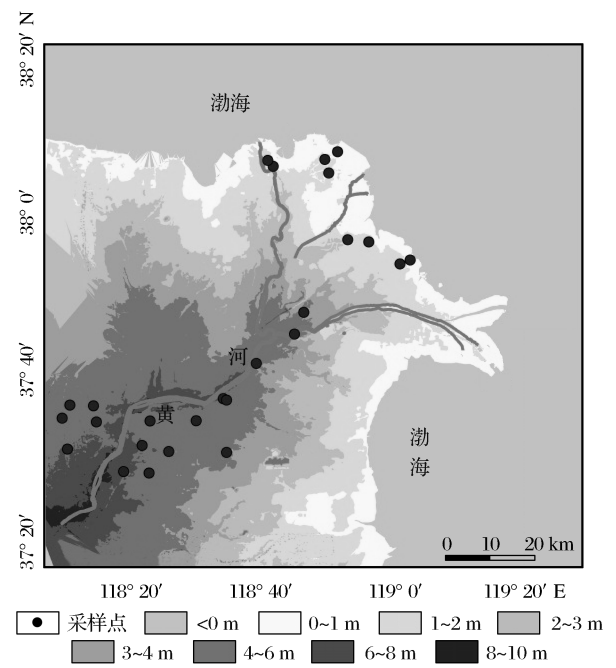 38° 20′ N
渤海
38° 0′
河
37° 40′
黄
渤
海
37° 20′
0 10 20 km
118° 20′ 118° 40′ 119° 0′ 119° 20′ E
采样点 <0 m 0~1 m 1~2 m 2~3 m
3~4 m 4~6 m 6~8 m 8~10 m